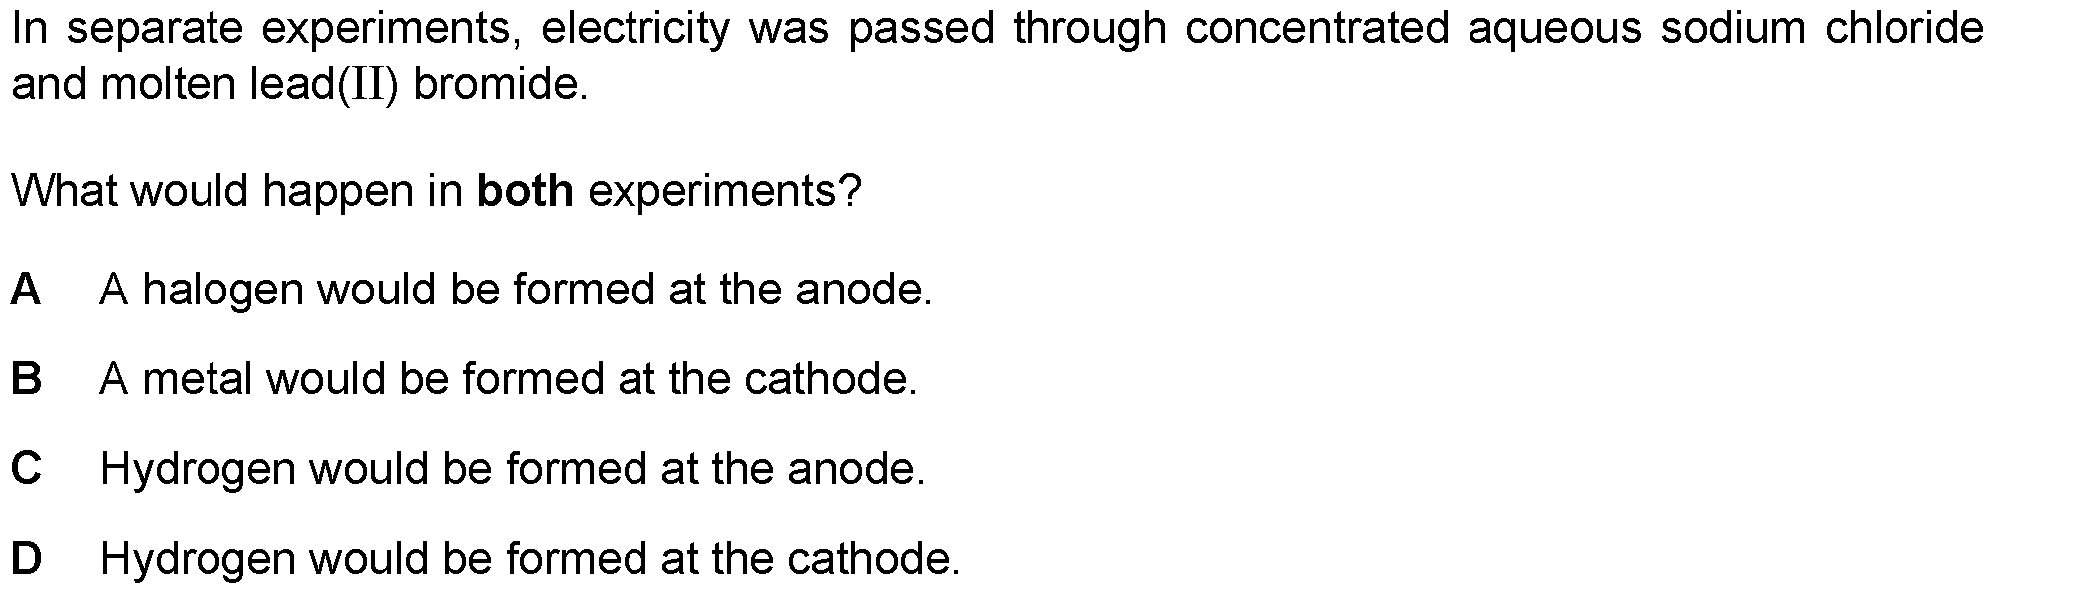 In separate experiments, electricity was passed through concentrated aqueous sodium chloride
and molten lead(II) bromide.
What would happen in both experiments?
A A halogen would be formed at the anode.
B A metal would be formed at the cathode.
C Hydrogen would be formed at the anode.
D Hydrogen would be formed at the cathode.